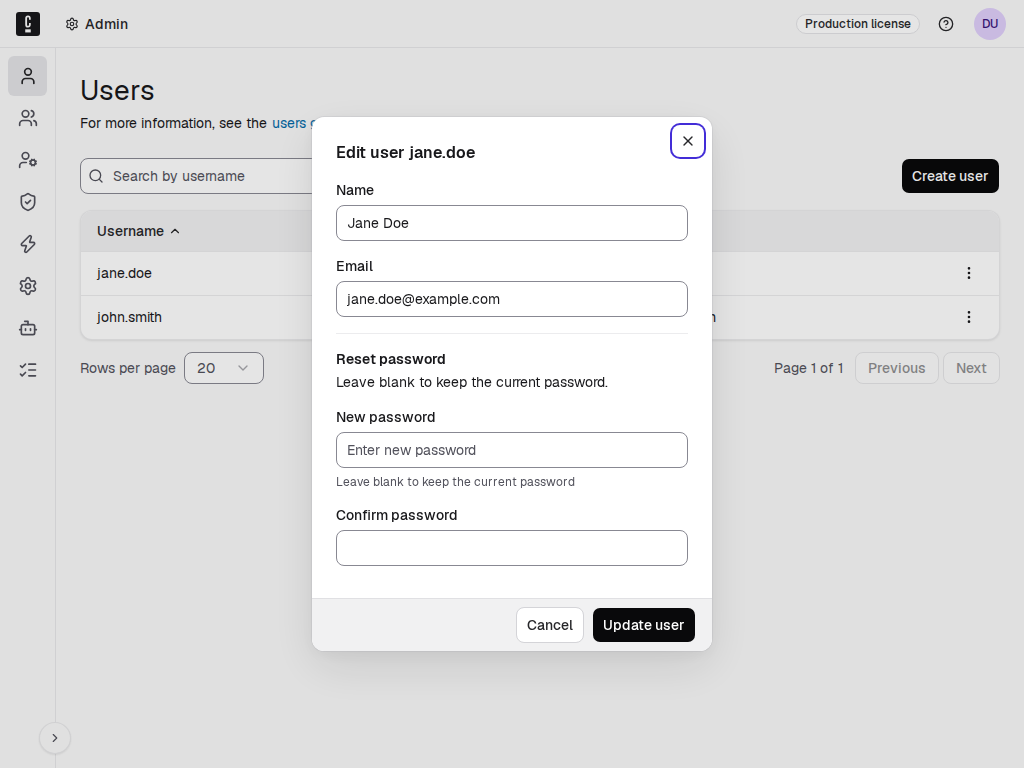 Admin
Production license
DU
Users
For more information, see the users
Search by username
Create user
Username
jane.doe
john.smith
Rows per page
20
Page 1 of 1
Previous
Next
Edit user jane.doe
Name
Jane Doe
Email
jane.doe@example.com
Reset password
Leave blank to keep the current password.
New password
Enter new password
Leave blank to keep the current password
Confirm password
Cancel
Update user